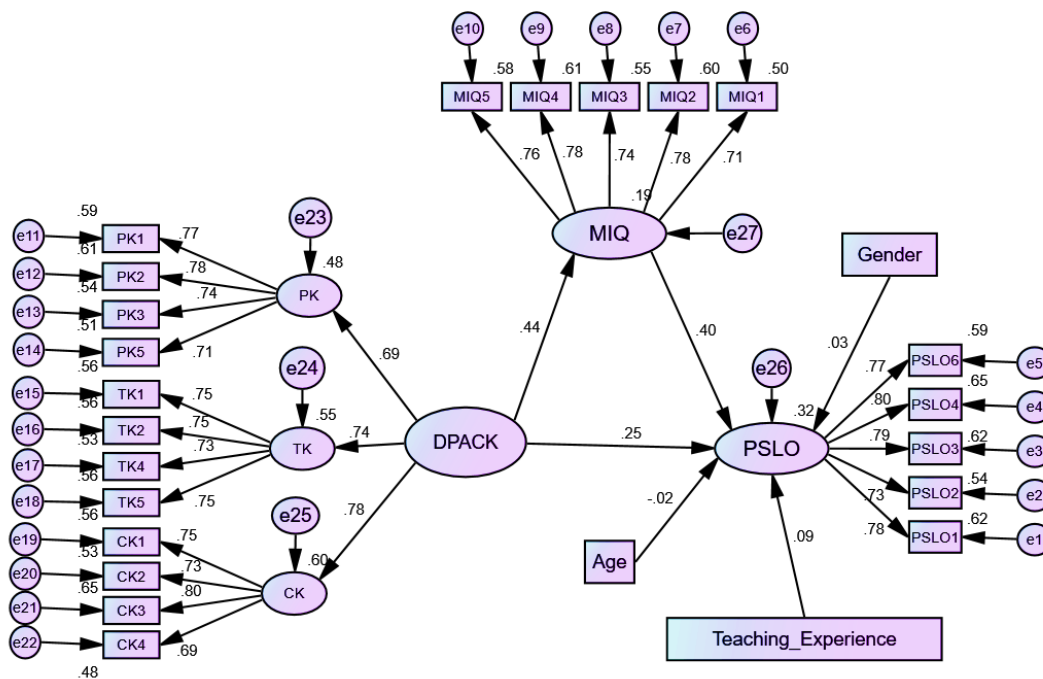 e10 e9 e8 e7 e6
.58 .61 .55 .60 .50
MIQ5 MIQ4 MIQ3 MIQ2 MIQ1
.76 .78 .74 .78 .71
.19
MIQ
e27
e23
.48
PK
.59
e11 PK1 .77
.61
e12 PK2 .78
.54
e13 PK3 .74
.51
e14 PK5 .71
.69
e24
.55
TK
.56
e15 TK1 .75
.56
e16 TK2 .75
.53
e17 TK4 .73
.56
e18 TK5 .75
.74
e25
.60
CK
.56
e19 CK1 .75
.53
e20 CK2 .73
.65
e21 CK3 .80
e22 CK4 .69
.48
.78
DPACK
.44
.25
.40
Gender
.03
e26
.32
PSLO
.59
.77 PSLO6 e5
.65
.80 PSLO4 e4
.79 PSLO3 .62 e3
.73 PSLO2 .54 e2
.78 PSLO1 .62 e1
-.02
Age
.09
Teaching_Experience